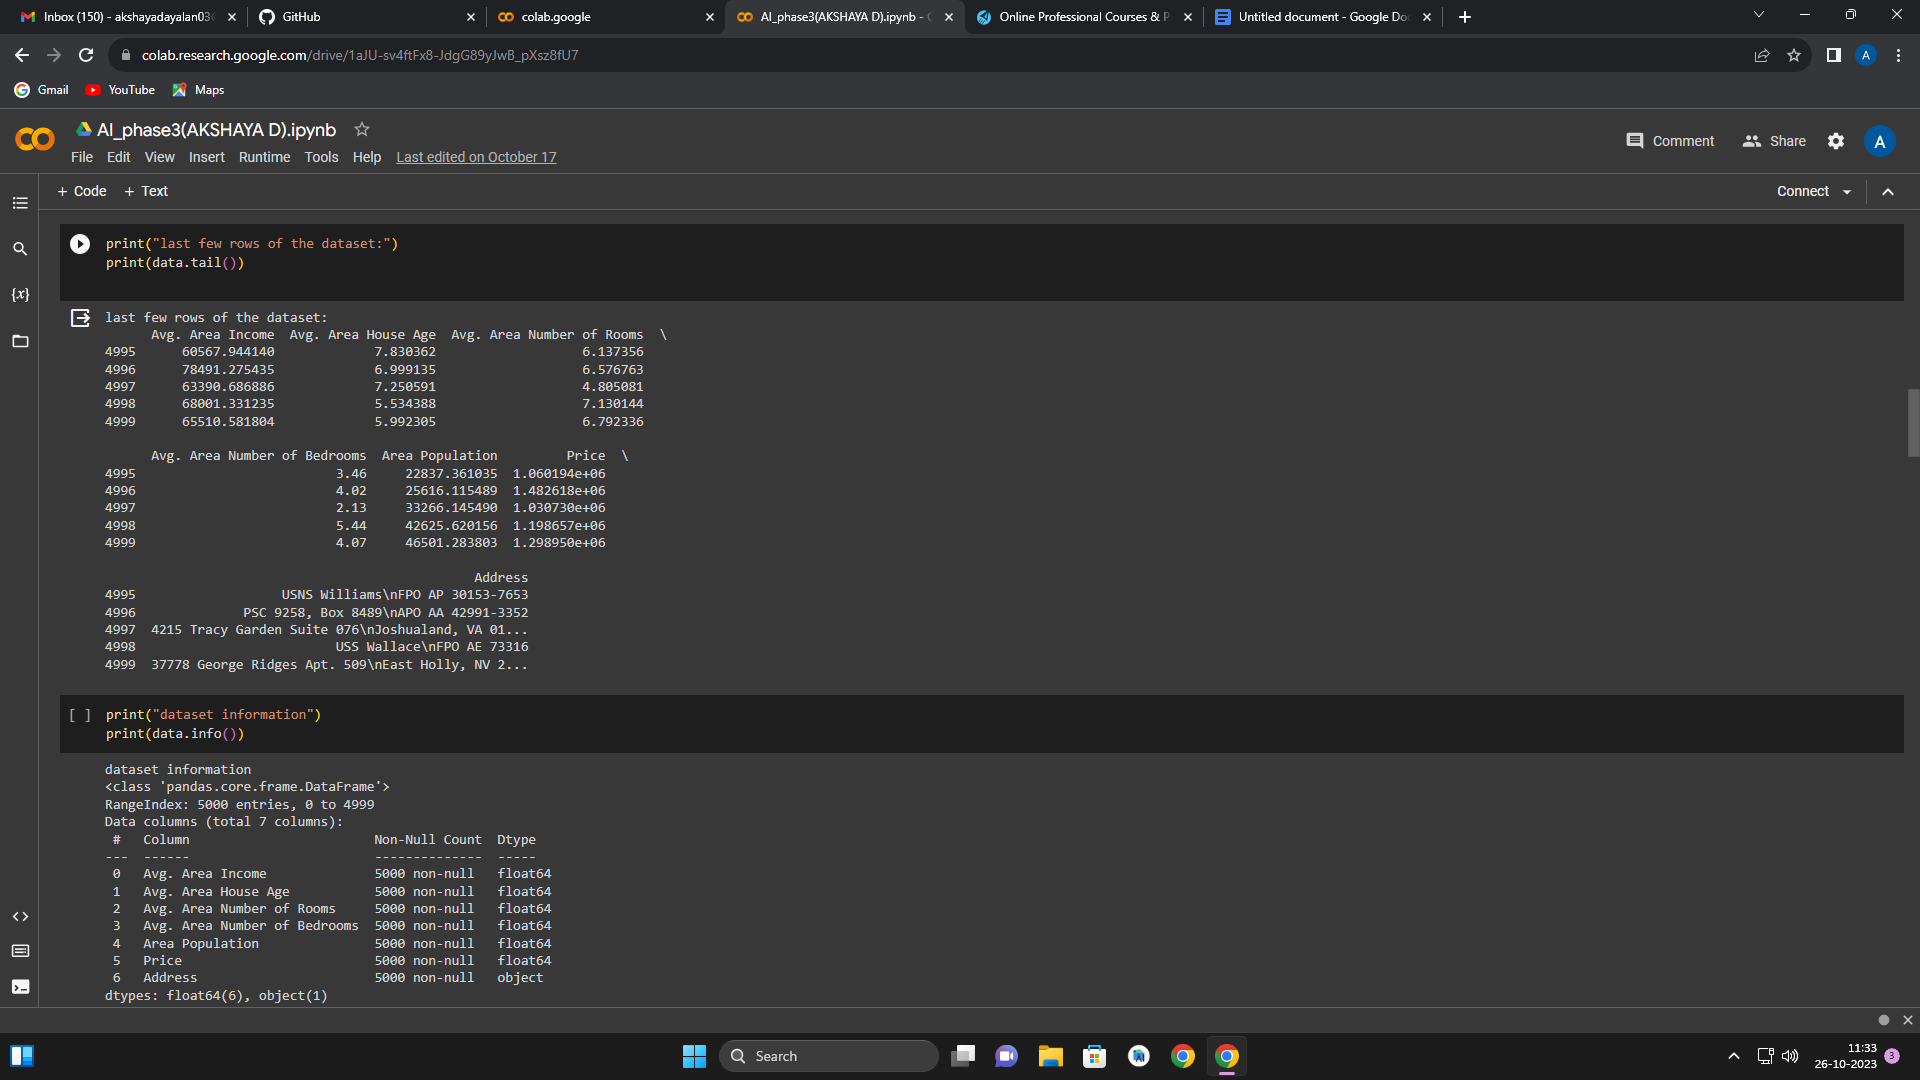 Inbox (150) - akshayadayalan03
GitHub
colab.google
AI_phase3(AKSHAYA D).ipynb -
Online Professional Courses &
Untitled document - Google Do
colab.research.google.com/drive/1aJU-sv4ftFx8-JdgG89yJwB_pXsz8fU7
A
Gmail
YouTube
Maps
AI_phase3(AKSHAYA D).ipynb
File Edit View Insert Runtime Tools Help Last edited on October 17
Comment
Share
A
+ Code + Text
Connect
{x}
print("last few rows of the dataset:")
print(data.tail())
last few rows of the dataset:
Avg. Area Income Avg. Area House Age Avg. Area Number of Rooms \
4995 60567.944140 7.830362 6.137356
4996 78491.275435 6.999135 6.576763
4997 63390.686886 7.250591 4.805081
4998 68001.331235 5.534388 7.130144
4999 65510.581804 5.992305 6.792336
Avg. Area Number of Bedrooms Area Population Price \
4995 3.46 22837.361035 1.060194e+06
4996 4.02 25616.115489 1.482618e+06
4997 2.13 33266.145490 1.030730e+06
4998 5.44 42625.620156 1.198657e+06
4999 4.07 46501.283803 1.298950e+06
Address
4995 USNS Williams\nFPO AP 30153-7653
4996 PSC 9258, Box 8489\nAPO AA 42991-3352
4997 4215 Tracy Garden Suite 076\nJoshualand, VA 01...
4998 USS Wallace\nFPO AE 73316
4999 37778 George Ridges Apt. 509\nEast Holly, NV 2...
[ ] print("dataset information")
print(data.info())
dataset information
<class 'pandas.core.frame.DataFrame'>
RangeIndex: 5000 entries, 0 to 4999
Data columns (total 7 columns):
# Column Non-Null Count Dtype
--- ------ -------------- -----
0 Avg. Area Income 5000 non-null float64
1 Avg. Area House Age 5000 non-null float64
2 Avg. Area Number of Rooms 5000 non-null float64
3 Avg. Area Number of Bedrooms 5000 non-null float64
4 Area Population 5000 non-null float64
5 Price 5000 non-null float64
6 Address 5000 non-null object
dtypes: float64(6), object(1)
Search
11:33
26-10-2023
3